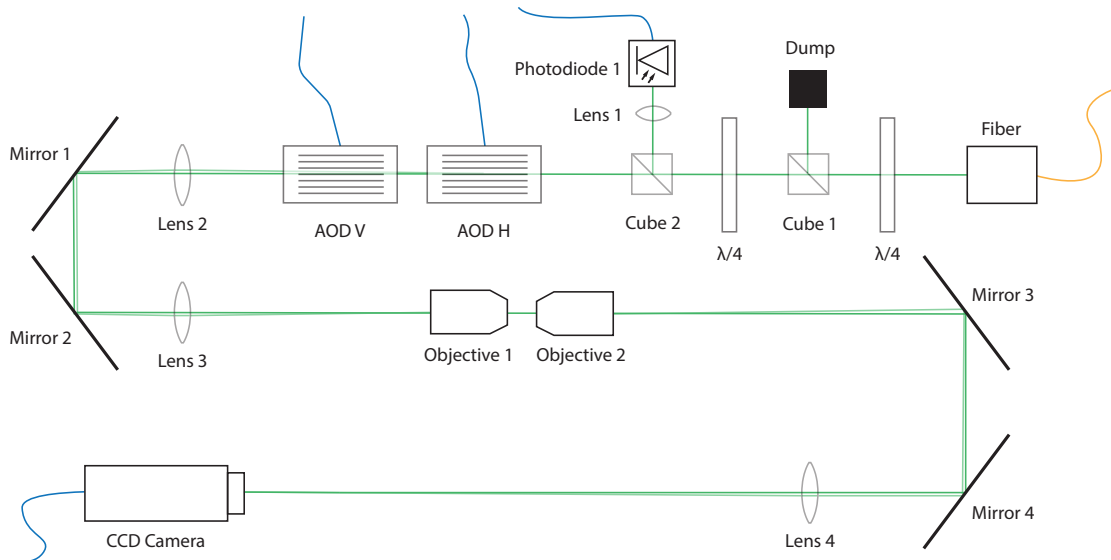 Dump
Photodiode 1
Lens 1
Fiber
Mirror 1
Lens 2
AOD V
AOD H
Cube 2
λ/4
Cube 1
λ/4
Mirror 2
Lens 3
Objective 1
Objective 2
Mirror 3
CCD Camera
Lens 4
Mirror 4